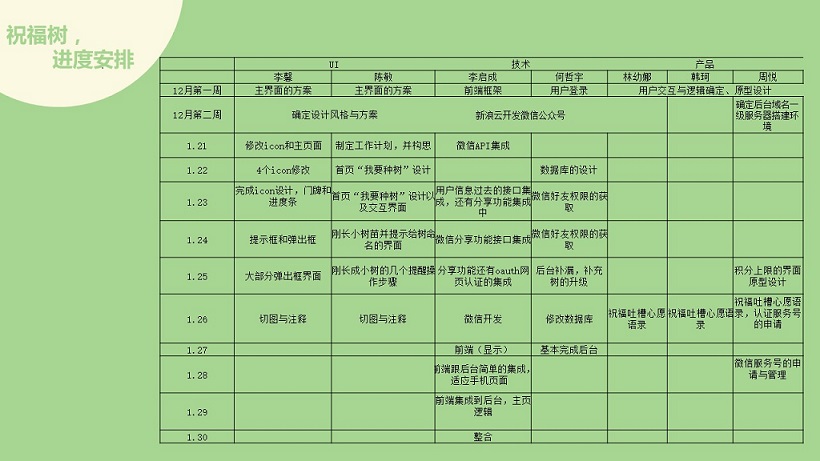 祝福树，
进度安排
UI 技术 产品
李馨 陈敏 李启成 何哲宇 林幼娜 韩珂 周悦
12月第一周 主界面的方案 主界面的方案 前端框架 用户登录 用户交互与逻辑确定、原型设计
12月第二周 确定设计风格与方案 新浪云开发微信公众号 确定后台域名一
级服务器搭建环
境
1.21 修改icon和主页面 制定工作计划，并构思 微信API集成
1.22 4个icon修改 首页“我要种树”设计 数据库的设计
1.23 完成icon设计，门牌和
进度条 首页“我要种树”设计以
及交互界面 用户信息过去的接口集
成，还有分享功能集成
中 微信好友权限的获
取
1.24 提示框和弹出框 刚长小树苗并提示给树命
名的界面 微信分享功能接口集成 微信好友权限的获
取
1.25 大部分弹出框界面 刚长成小树的几个提醒操
作步骤 分享功能还有oauth网
页认证的集成 后台补漏，补充
树的升级 积分上限的界面
原型设计
1.26 切图与注释 切图与注释 微信开发 修改数据库 祝福吐槽心愿
语录 祝福吐槽心愿语
录 祝福吐槽心愿语
录，认证服务号
的申请
1.27 前端（显示） 基本完成后台
1.28 前端跟后台简单的集成，
适应手机页面 微信服务号的申
请与管理
1.29 前端集成到后台，主页
逻辑
1.30 整合